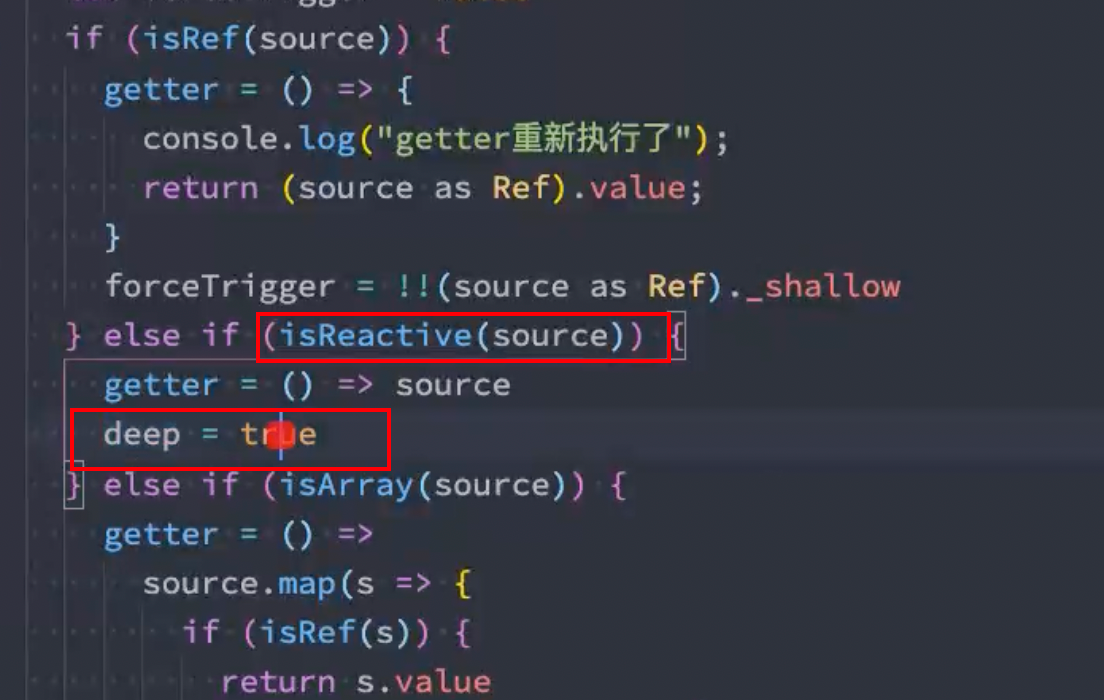 if (isRef(source)) {
getter = () => {
console.log("getter重新执行了");
return (source as Ref).value;
}
forceTrigger = !!(source as Ref)._shallow
} else if (isReactive(source)) {
getter = () => source
deep = true
} else if (isArray(source)) {
getter = () =>
source.map(s => {
if (isRef(s)) {
return s.value